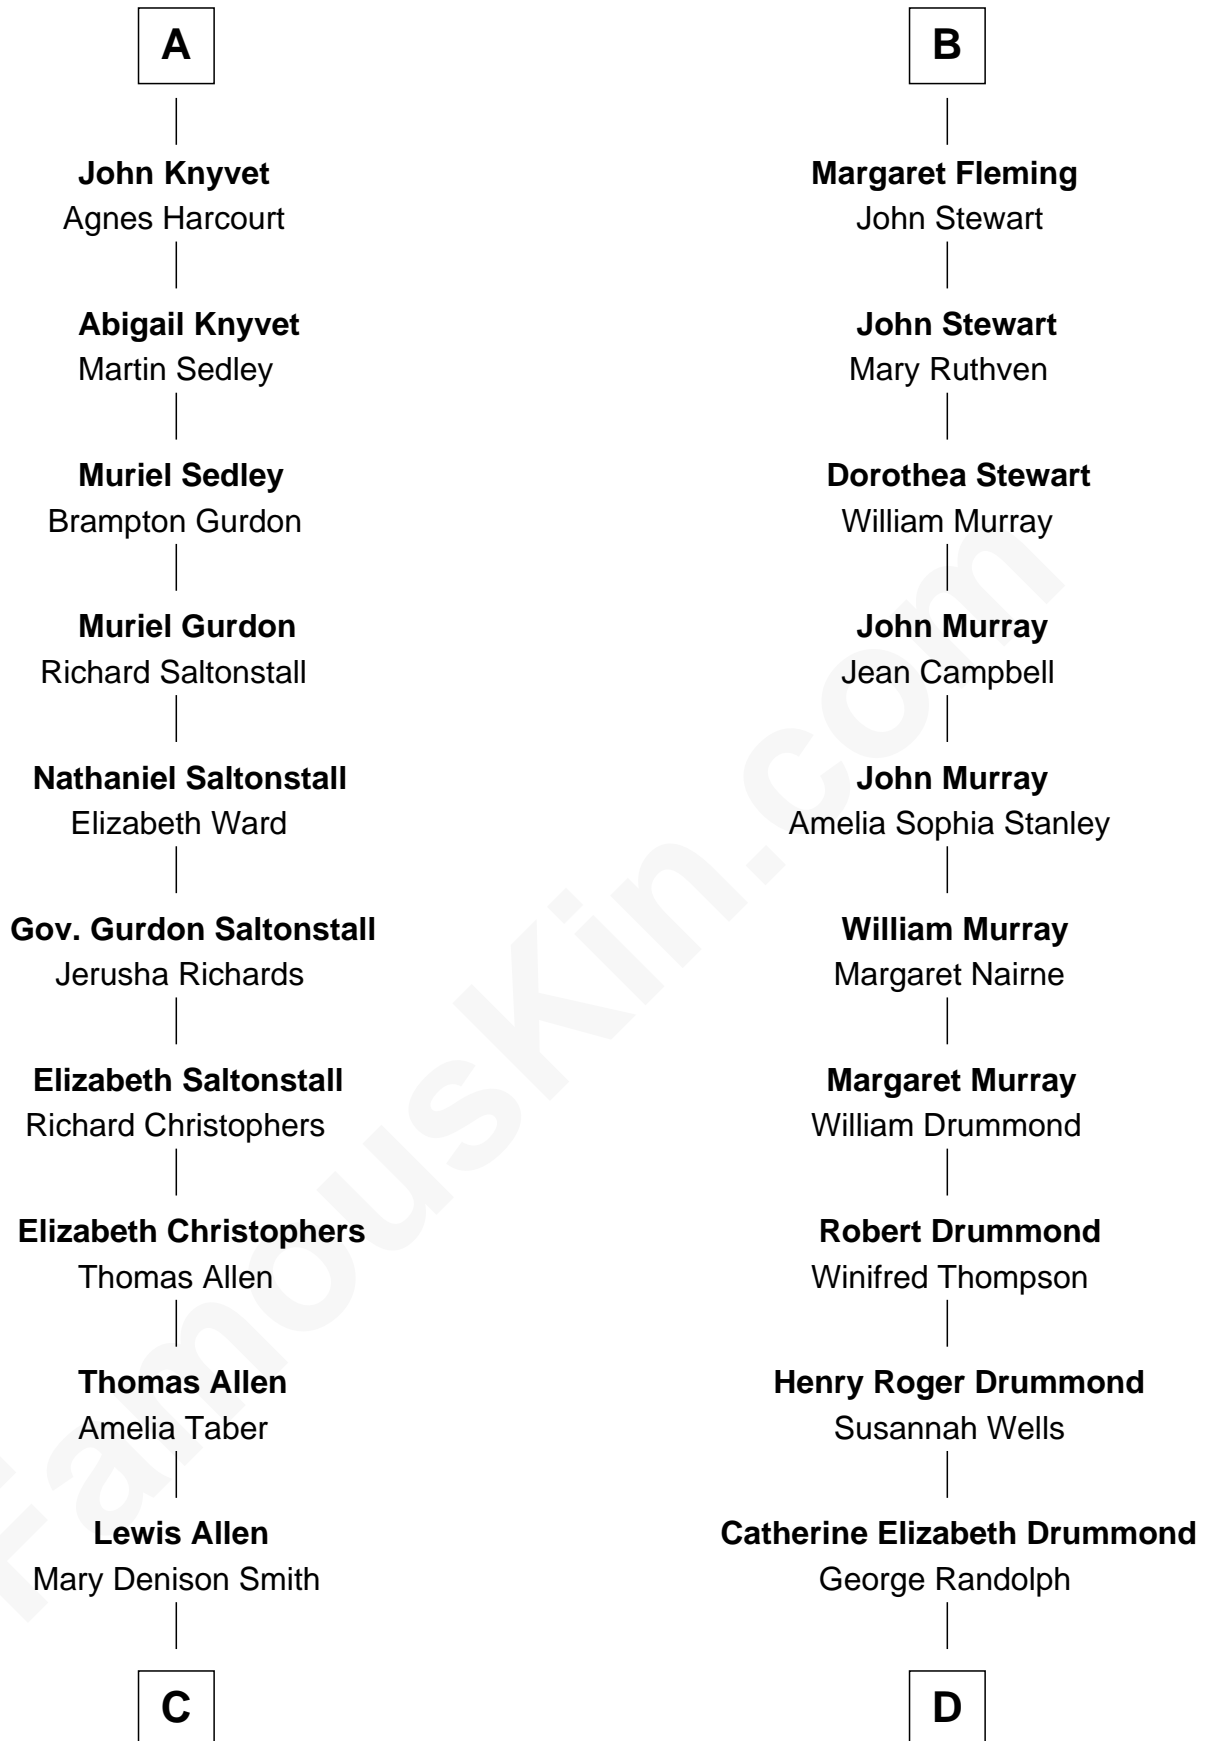 A
John Knyvet
Agnes Harcourt
Abigail Knyvet
Martin Sedley
Muriel Sedley
Brampton Gurdon
Muriel Gurdon
Richard Saltonstall
Nathaniel Saltonstall
Elizabeth Ward
Gov. Gurdon Saltonstall
Jerusha Richards
Elizabeth Saltonstall
Richard Christophers
Elizabeth Christophers
Thomas Allen
Thomas Allen
Amelia Taber
Lewis Allen
Mary Denison Smith
C
B
Margaret Fleming
John Stewart
John Stewart
Mary Ruthven
Dorothea Stewart
William Murray
John Murray
Jean Campbell
John Murray
Amelia Sophia Stanley
William Murray
Margaret Nairne
Margaret Murray
William Drummond
Robert Drummond
Winifred Thompson
Henry Roger Drummond
Susannah Wells
Catherine Elizabeth Drummond
George Randolph
D
FamousKin.com